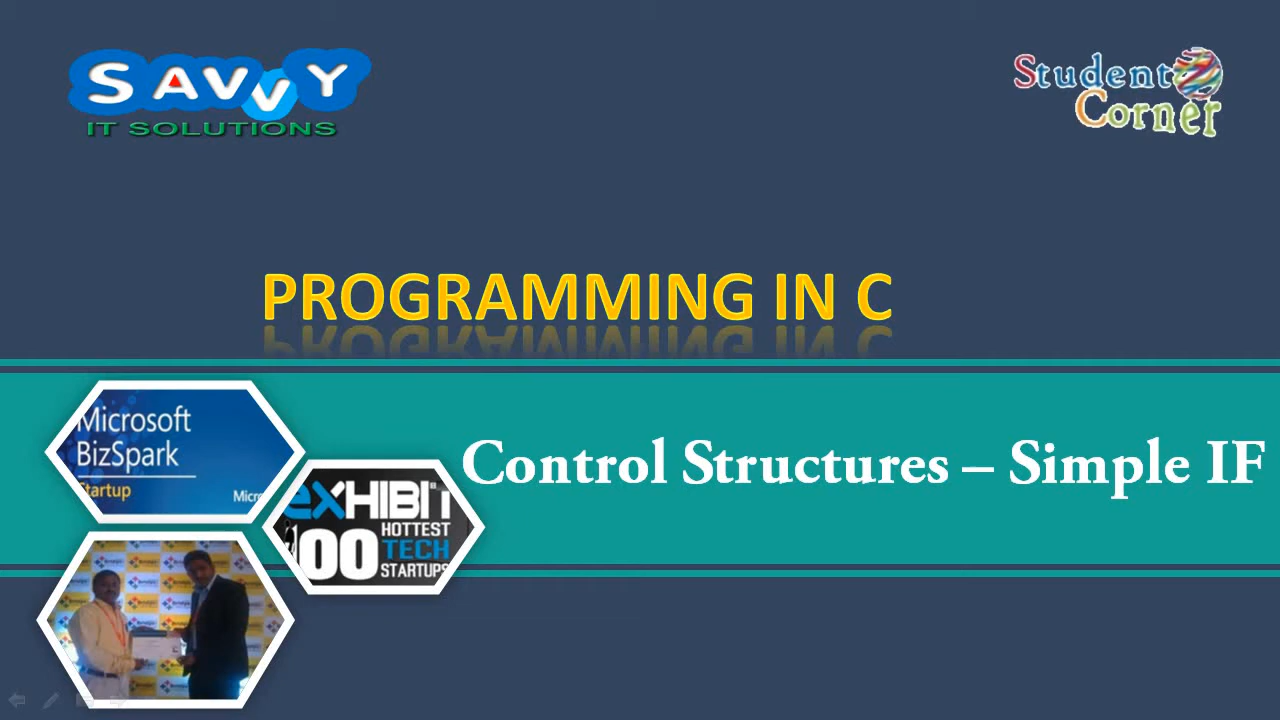 SAVVY
IT SOLUTIONS
Student
Corner
PROGRAMMING IN C
Microsoft
BizSpark
Startup
Control Structures – Simple IF
exHIBIT
100
HOTTEST
TECH
STARTUPS